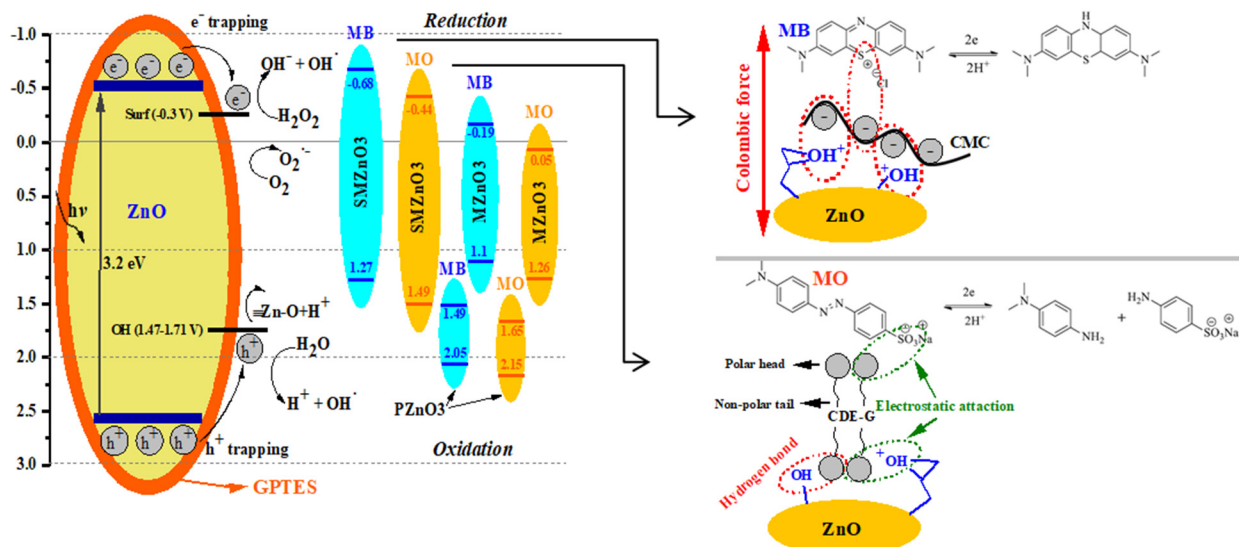 -1.0
-0.5
0.0
0.5
1.0
1.5
2.0
2.5
3.0
e⁻ trapping
e⁻ e⁻ e⁻
e⁻
Surf (-0.3 V)
OH⁻ + OH˙
H₂O₂
O₂˙⁻
O₂
ZnO
hν
3.2 eV
≡Zn-O+H⁺
OH (1.47-1.71 V)
h⁺
H₂O
H⁺ + OH˙
h⁺ h⁺ h⁺
h⁺ trapping
GPTES
Reduction
MB
-0.68
SMZnO3
1.27
MO
-0.44
SMZnO3
1.49
MB
-0.19
MZnO3
1.1
MO
0.05
MZnO3
1.26
MB
1.49
2.05
MO
1.65
2.15
PZnO3
Oxidation
Colombic force
MB
N
N
S
⊕
N
⊖
Cl
2e
2H⁺
H
N
N
S
N
CMC
OH⁺
⁺OH
ZnO
MO
N
N
N
SO₃Na
⊖ ⊕
2e
2H⁺
N
NH₂
+
H₂N
⊖ ⊕
SO₃Na
Polar head
Non-polar tail
CDE-G
Electrostatic attaction
Hydrogen bond
OH
⁺OH
ZnO